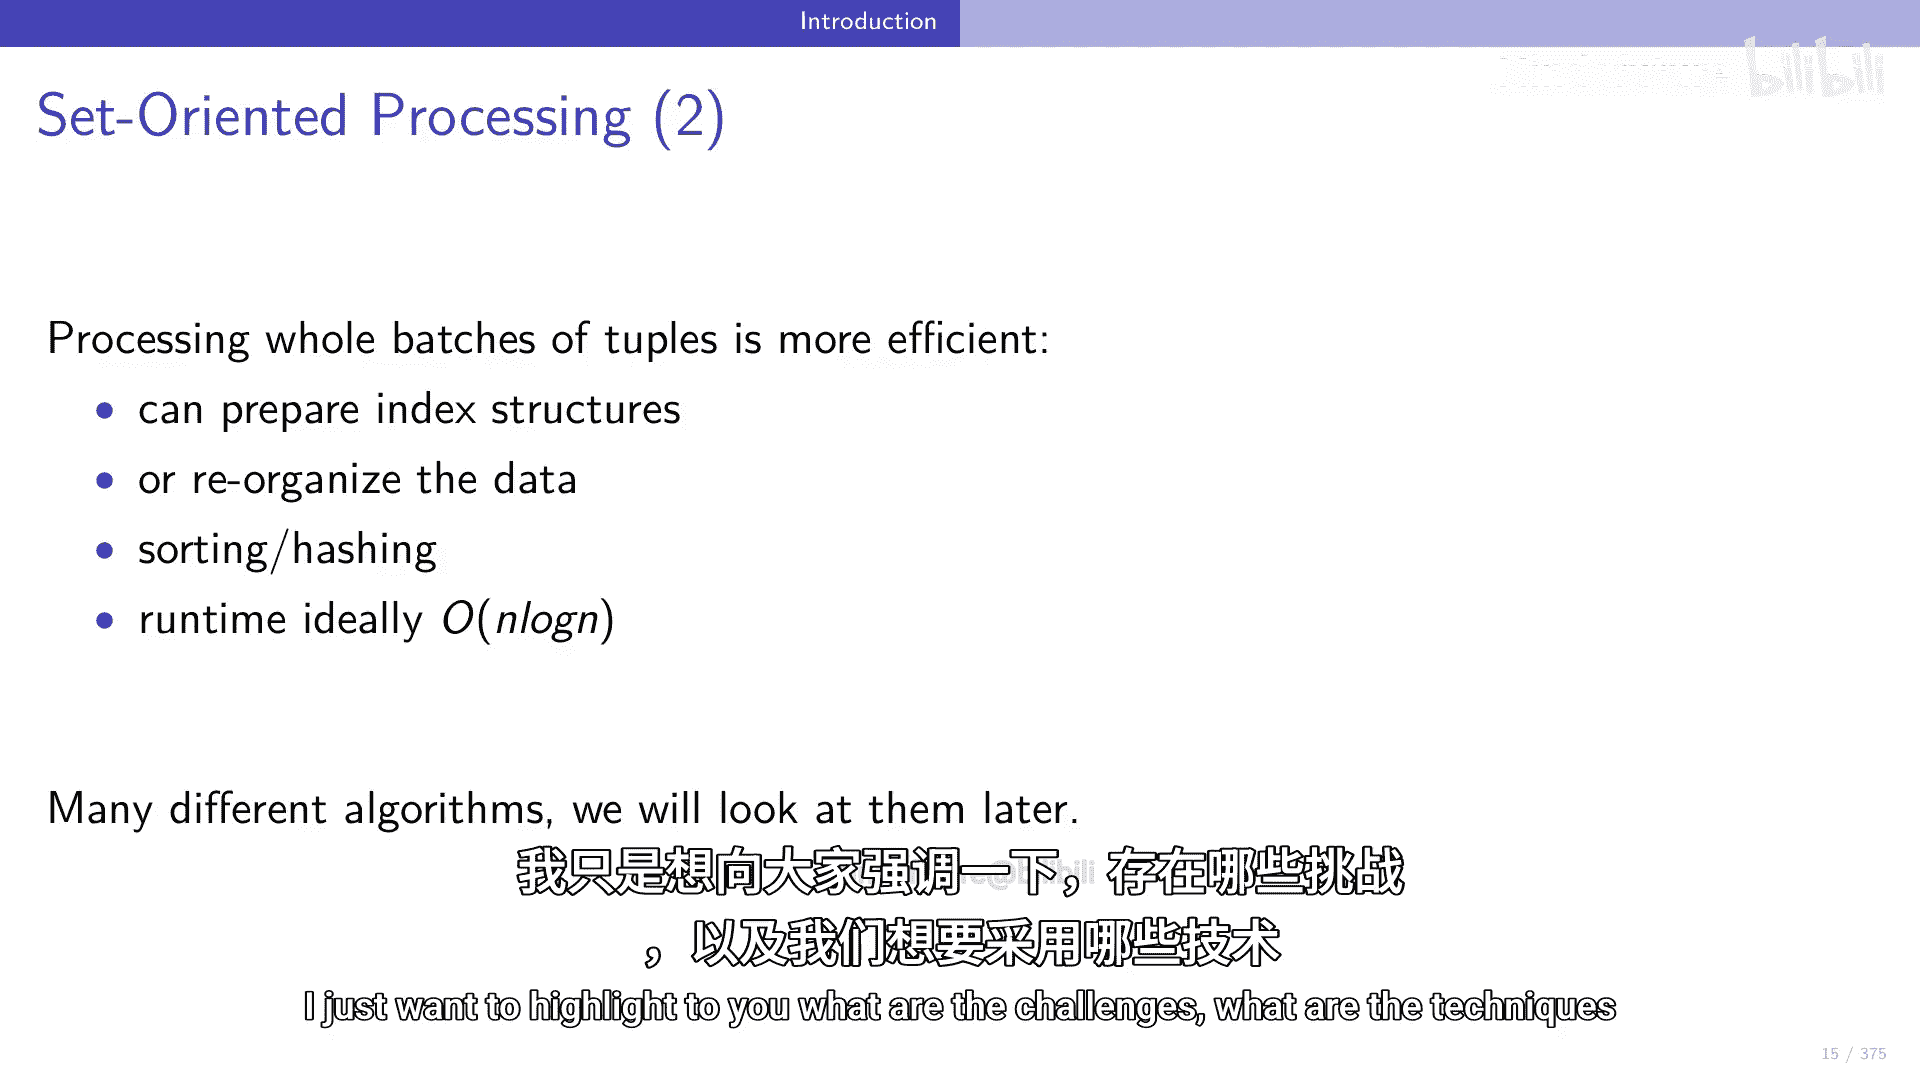 Introduction
bilibili
Set-Oriented Processing (2)
Processing whole batches of tuples is more efficient:
• can prepare index structures
• or re-organize the data
• sorting/hashing
• runtime ideally O(nlogn)
Many different algorithms, we will look at them later.
我只是想向大家强调一下，存在哪些挑战
，以及我们想要采用哪些技术
I just want to highlight to you what are the challenges, what are the techniques
15 / 375